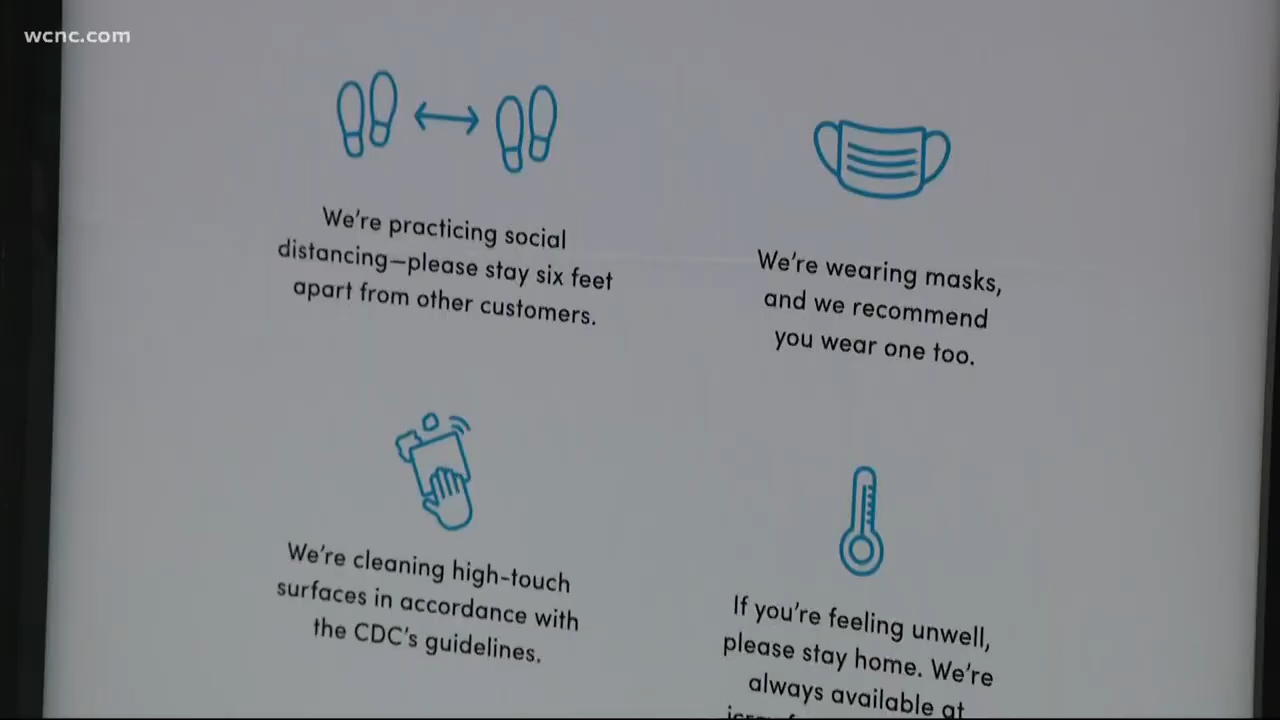 wcnc.com
We're practicing social
distancing—please stay six feet
apart from other customers.
We're wearing masks,
and we recommend
you wear one too.
We're cleaning high-touch
surfaces in accordance with
the CDC's guidelines.
If you're feeling unwell,
please stay home. We're
always available at